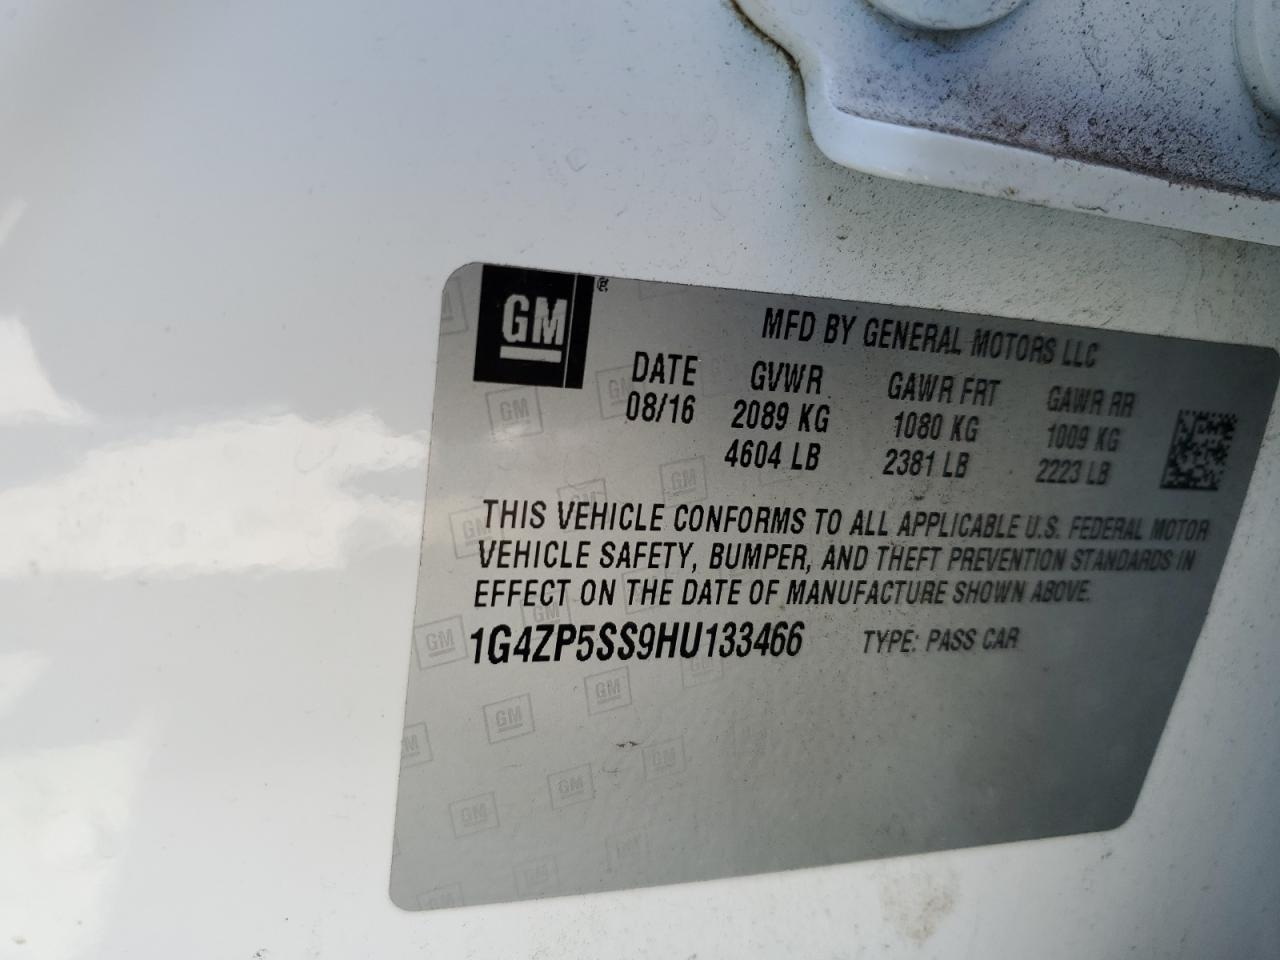 GM®
MFD BY GENERAL MOTORS LLC
DATE GVWR GAWR FRT GAWR RR
08/16 2089 KG 1080 KG 1009 KG
4604 LB 2381 LB 2223 LB
THIS VEHICLE CONFORMS TO ALL APPLICABLE U.S. FEDERAL MOTOR
VEHICLE SAFETY, BUMPER, AND THEFT PREVENTION STANDARDS IN
EFFECT ON THE DATE OF MANUFACTURE SHOWN ABOVE.
1G4ZP5SS9HU133466 TYPE: PASS CAR